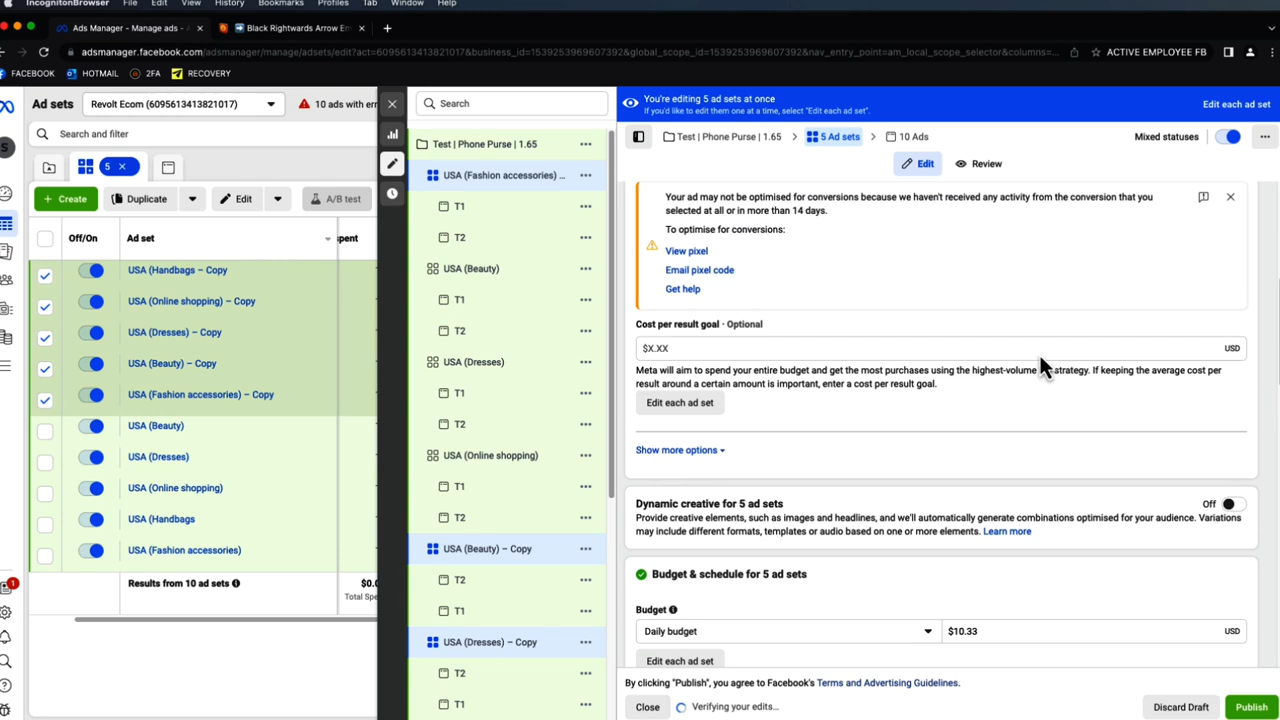 IncognitonBrowser File Edit View History Bookmarks Profiles Tab Window Help
Ads Manager - Manage ads -
Black Rightwards Arrow Em
adsmanager.facebook.com/adsmanager/manage/adsets/edit?act=6095613413821017&business_id=1539253969607392&global_scope_id=1539253969607392&nav_entry_point=am_local_scope_selector&columns=...
ACTIVE EMPLOYEE FB
FACEBOOK HOTMAIL 2FA RECOVERY
Ad sets
Revolt Ecom (6095613413821017)
10 ads with err
Search and filter
5
Create
Duplicate
Edit
A/B test
Off/On Ad set spent
USA (Handbags – Copy
USA (Online shopping) – Copy
USA (Dresses) – Copy
USA (Beauty) – Copy
USA (Fashion accessories) – Copy
USA (Beauty)
USA (Dresses)
USA (Online shopping)
USA (Handbags
USA (Fashion accessories)
Results from 10 ad sets
$0.
Total Spe
1
Search
Test | Phone Purse | 1.65
USA (Fashion accessories) ...
T1
T2
USA (Beauty)
T1
T2
USA (Dresses)
T1
T2
USA (Online shopping)
T1
T2
USA (Beauty) – Copy
T2
T1
USA (Dresses) – Copy
T2
T1
You're editing 5 ad sets at once
If you'd like to edit them one at a time, select "Edit each ad set".
Edit each ad set
Test | Phone Purse | 1.65
5 Ad sets
10 Ads
Mixed statuses
Edit
Review
Your ad may not be optimised for conversions because we haven't received any activity from the conversion that you
selected at all or in more than 14 days.
To optimise for conversions:
View pixel
Email pixel code
Get help
Cost per result goal · Optional
$X.XX
USD
Meta will aim to spend your entire budget and get the most purchases using the highest-volume strategy. If keeping the average cost per
result around a certain amount is important, enter a cost per result goal.
Edit each ad set
Show more options
Dynamic creative for 5 ad sets
Off
Provide creative elements, such as images and headlines, and we'll automatically generate combinations optimised for your audience. Variations
may include different formats, templates or audio based on one or more elements. Learn more
Budget & schedule for 5 ad sets
Budget
Daily budget
$10.33
USD
Edit each ad set
By clicking "Publish", you agree to Facebook's Terms and Advertising Guidelines.
Close
Verifying your edits...
Discard Draft
Publish